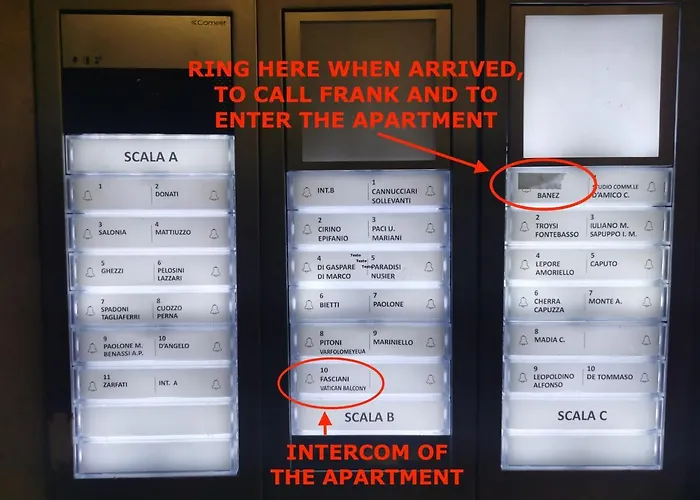 Comelit
RING HERE WHEN ARRIVED,
TO CALL FRANK AND TO
ENTER THE APARTMENT
SCALA A
1
2
DONATI
3
SALONIA
4
MATTIUZZO
5
GHEZZI
6
PELOSINI
LAZZARI
7
SPADONI
TAGLIAFERRI
8
CUOZZO
PERNA
9
PAOLONE M.
BENASSI A.P.
10
D'ANGELO
11
ZARFATI
INT. A
INT.B
1
CANNUCCIARI
SOLLEVANTI
2
CIRINO
EPIFANIO
3
PACI U.
MARIANI
4
DI GASPARE
DI MARCO
Testo
Testo
5
PARADISI
NUSIER
6
BIETTI
7
PAOLONE
8
PITONI
VARFOLOMEYEUA
9
MARINIELLO
10
FASCIANI
VATICAN BALCONY
SCALA B
INTERCOM OF
THE APARTMENT
BANEZ
STUDIO COMM.LE
D'AMICO C.
2
TROYSI
FONTEBASSO
3
IULIANO M.
SAPUPPO I. M.
4
LEPORE
AMORIELLO
5
CAPUTO
6
CHERRA
CAPUZZA
7
MONTE A.
8
MADIA C.
9
LEOPOLDINO
ALFONSO
10
DE TOMMASO
SCALA C